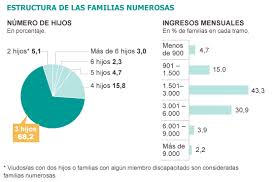 ESTRUCTURA DE LAS FAMILIAS NUMEROSAS
NÚMERO DE HIJOS
En porcentaje.
2 hijos* 5,1
Más de 6 hijos 3,0
6 hijos 2,3
5 hijos 4,7
4 hijos 15,8
3 hijos
68,2
INGRESOS MENSUALES
En % de familias en cada tramo.
Menos
de 900
4,7
901 –
1.500
15,0
1.501 –
3.000
43,3
3.001 –
6.000
30,9
6.001 –
9.000
3,9
Más de
9.000
2,2
* Viudos/as con dos hijos o familias con algún miembro discapacitado son consideradas
familias numerosas.